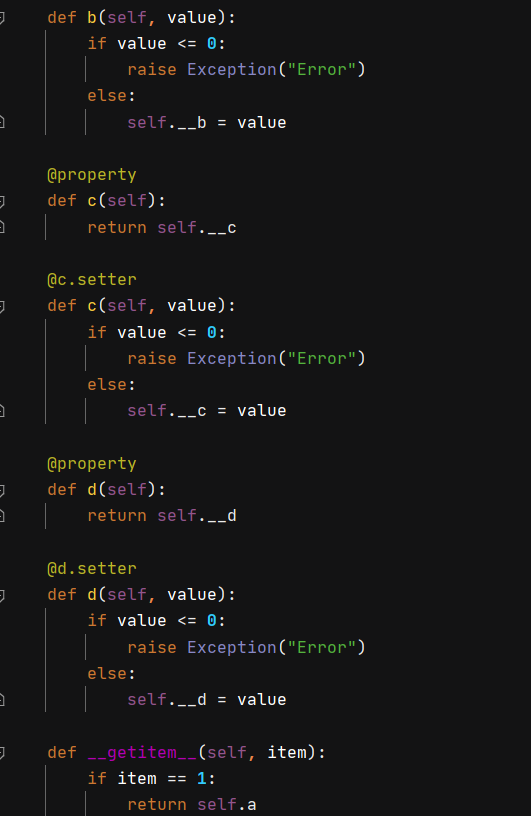 def b(self, value):
if value <= 0:
raise Exception("Error")
else:
self.__b = value
@property
def c(self):
return self.__c
@c.setter
def c(self, value):
if value <= 0:
raise Exception("Error")
else:
self.__c = value
@property
def d(self):
return self.__d
@d.setter
def d(self, value):
if value <= 0:
raise Exception("Error")
else:
self.__d = value
def __getitem__(self, item):
if item == 1:
return self.a